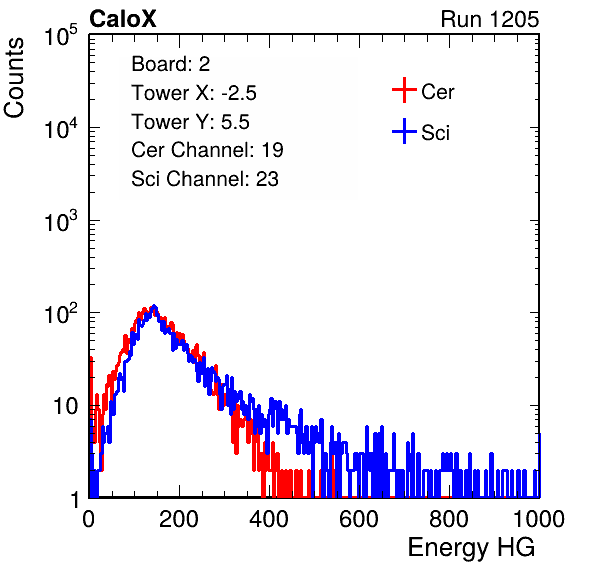 CaloX Run 1205
Counts
Board: 2
Tower X: -2.5
Tower Y: 5.5
Cer Channel: 19
Sci Channel: 23
Cer
Sci
10^5
10^4
10^3
10^2
10
1
0 200 400 600 800 1000
Energy HG